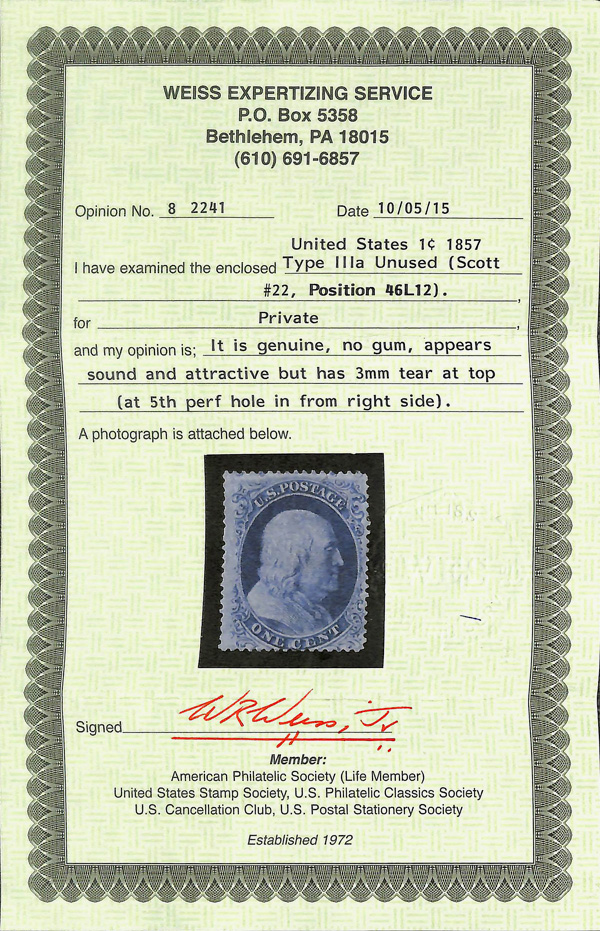 WEISS EXPERTIZING SERVICE
P.O. Box 5358
Bethlehem, PA 18015
(610) 691-6857
Opinion No. 8 2241 Date 10/05/15
United States 1¢ 1857
I have examined the enclosed Type IIIa Unused (Scott
#22, Position 46L12).,
for Private,
and my opinion is; It is genuine, no gum, appears
sound and attractive but has 3mm tear at top
(at 5th perf hole in from right side).
A photograph is attached below.
U.S. POSTAGE
ONE CENT
Signed WRWeiss, Jr
Member:
American Philatelic Society (Life Member)
United States Stamp Society, U.S. Philatelic Classics Society
U.S. Cancellation Club, U.S. Postal Stationery Society
Established 1972